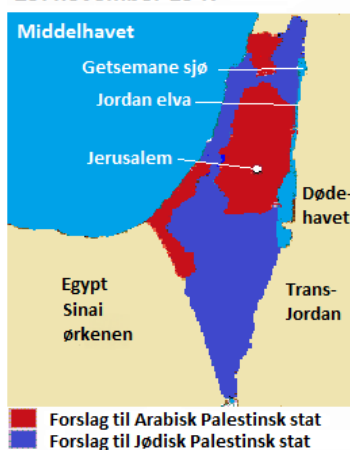 Middelhavet
Getsemane sjø
Jordan elva
Jerusalem
Døde-
havet
Egypt
Sinai
ørkenen
Trans-
Jordan
Forslag til Arabisk Palestinsk stat
Forslag til Jødisk Palestinsk stat